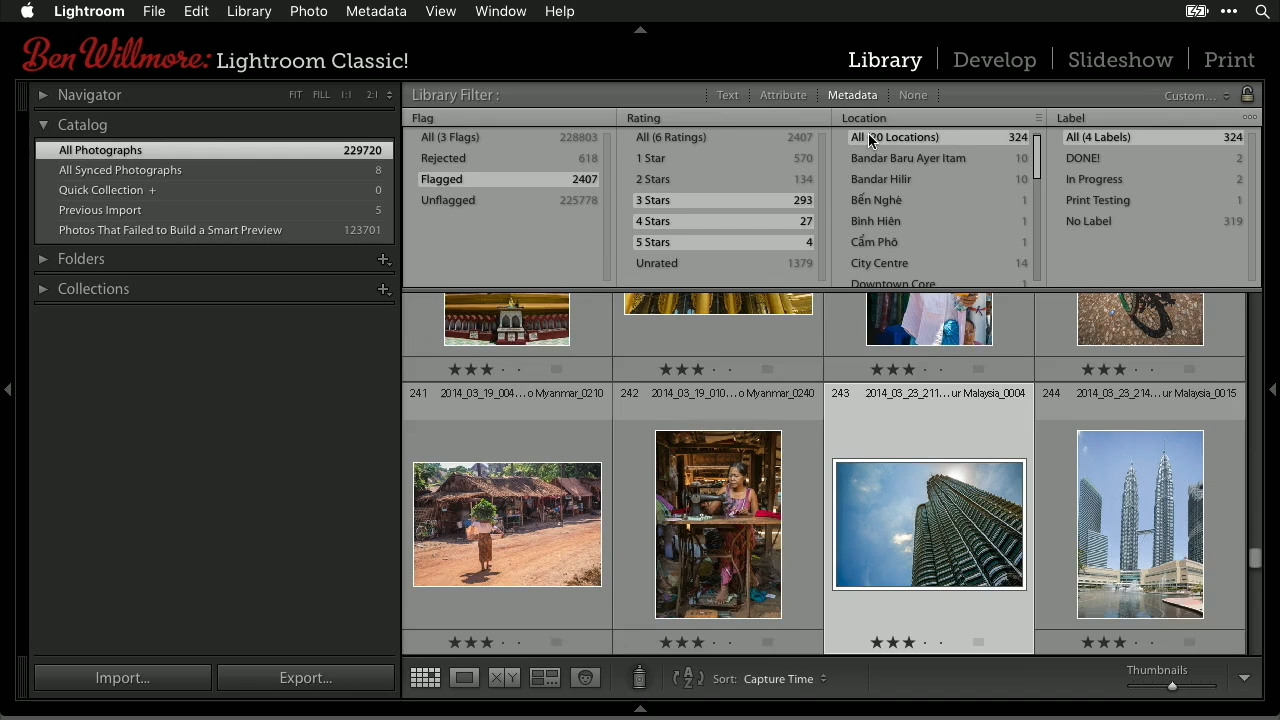 Lightroom File Edit Library Photo Metadata View Window Help
Ben Willmore: Lightroom Classic! Library Develop Slideshow Print
Navigator FIT FILL 1:1 2:1
Library Filter : Text Attribute Metadata None Custom...
Catalog
Flag Rating Location Label
All Photographs 229720
All Synced Photographs 8
Quick Collection + 0
Previous Import 5
Photos That Failed to Build a Smart Preview 123701
Folders
Collections
All (3 Flags) 228803
Rejected 618
Flagged 2407
Unflagged 225778
All (6 Ratings) 2407
1 Star 570
2 Stars 134
3 Stars 293
4 Stars 27
5 Stars 4
Unrated 1379
All 20 Locations) 324
Bandar Baru Ayer Itam 10
Bandar Hilir 10
Bến Nghé 1
Bình Hiên 1
Cẩm Phô 1
City Centre 14
Downtown Core 1
All (4 Labels) 324
DONE! 2
In Progress 2
Print Testing 1
No Label 319
241 2014_03_19_004...o Myanmar_0210
242 2014_03_19_010...o Myanmar_0240
243 2014_03_23_211...ur Malaysia_0004
244 2014_03_23_214...ur Malaysia_0015
Import... Export... XY Sort: Capture Time Thumbnails